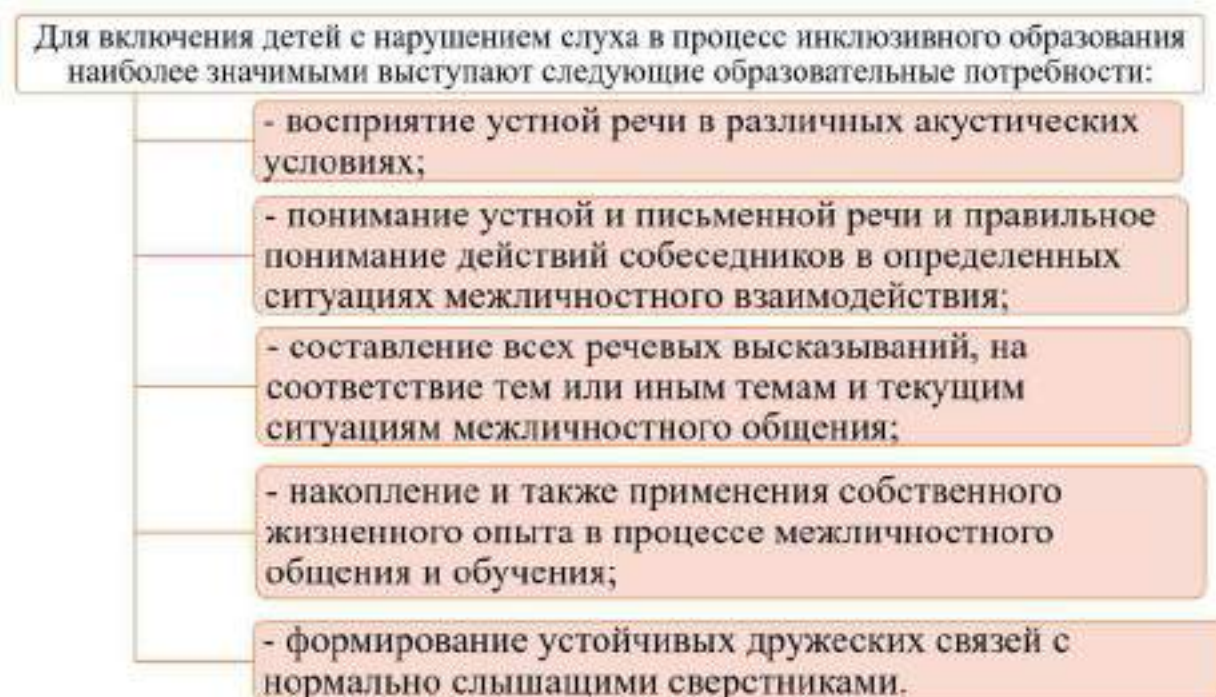 Для включения детей с нарушением слуха в процесс инклюзивного образования
наиболее значимыми выступают следующие образовательные потребности:
- восприятие устной речи в различных акустических
условиях;
- понимание устной и письменной речи и правильное
понимание действий собеседников в определенных
ситуациях межличностного взаимодействия;
- составление всех речевых высказываний, на
соответствие тем или иным темам и текущим
ситуациям межличностного общения;
- накопление и также применения собственного
жизненного опыта в процессе межличностного
общения и обучения;
- формирование устойчивых дружеских связей с
нормально слышащими сверстниками.